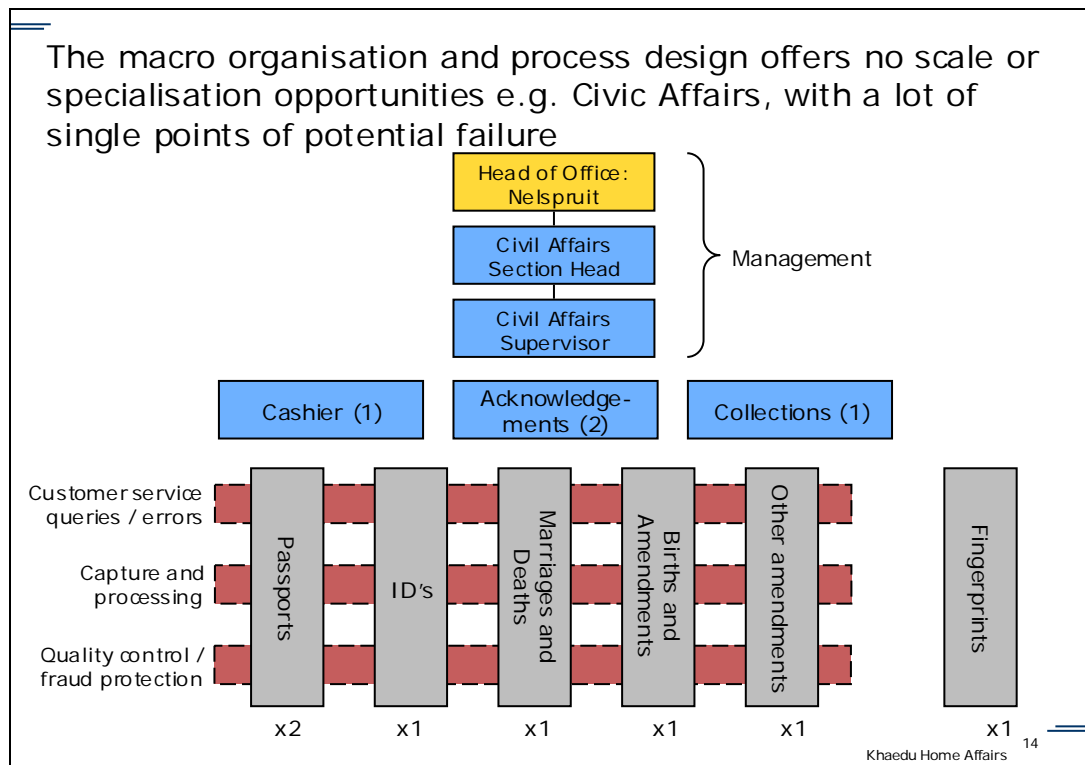 The macro organisation and process design offers no scale or
specialisation opportunities e.g. Civic Affairs, with a lot of
single points of potential failure
Head of Office:
Nelspruit
Civil Affairs
Section Head
Management
Civil Affairs
Supervisor
Cashier (1)
Acknowledge-
ments (2)
Collections (1)
Customer service
queries / errors
Capture and
processing
Quality control /
fraud protection
Passports
ID's
Marriages and
Deaths
Births and
Amendments
Other amendments
Fingerprints
x2
x1
x1
x1
x1
x1
Khaedu Home Affairs
14